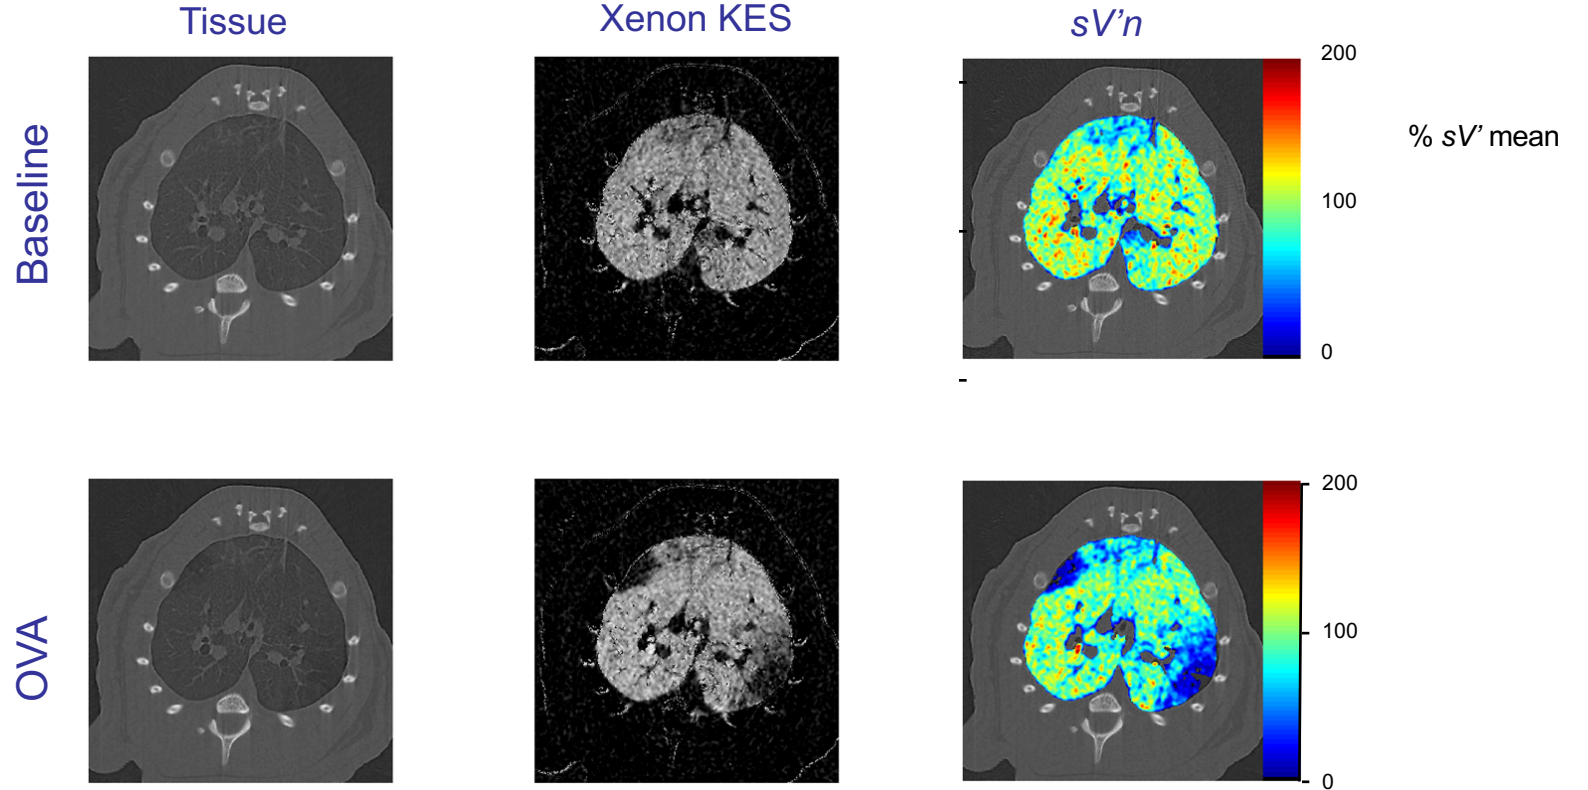 Tissue
Xenon KES
sV’n
Baseline
200
% sV’ mean
100
0
OVA
200
100
0